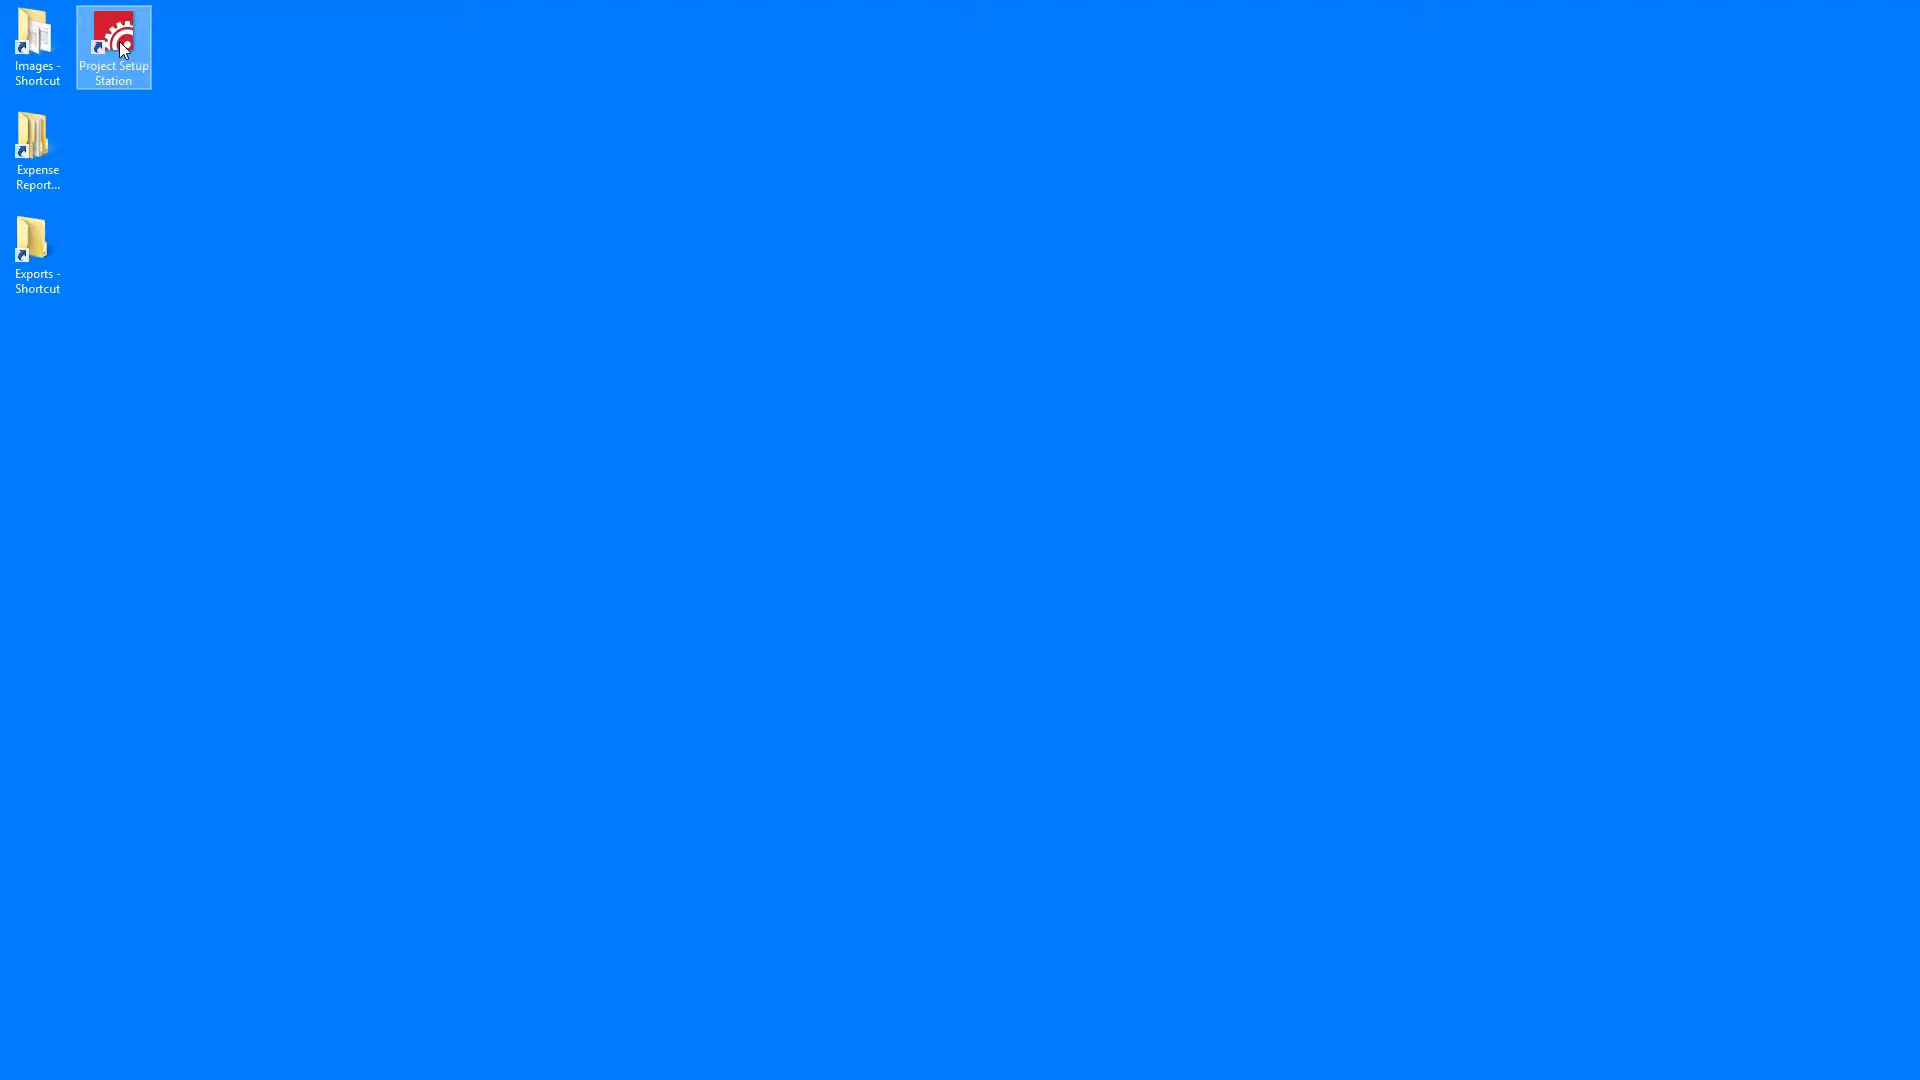 Images -
Shortcut
Project Setup
Station
Expense
Report...
Exports -
Shortcut